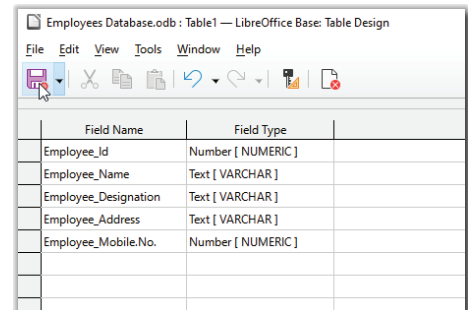 Employees Database.odb : Table1 — LibreOffice Base: Table Design
File Edit View Tools Window Help
Field Name Field Type
Employee_Id Number [ NUMERIC ]
Employee_Name Text [ VARCHAR ]
Employee_Designation Text [ VARCHAR ]
Employee_Address Text [ VARCHAR ]
Employee_Mobile.No. Number [ NUMERIC ]